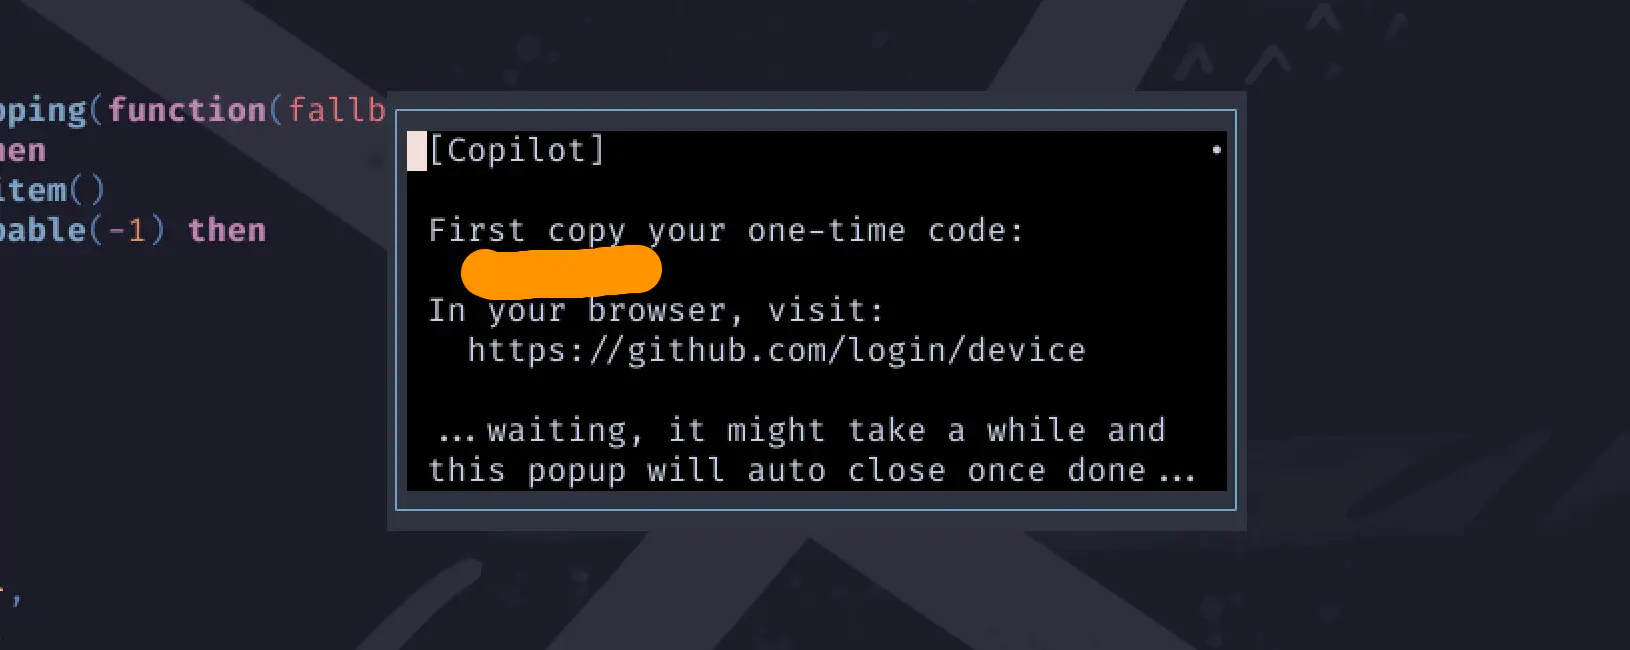 pping(function(fallb
hen
item()
pable(-1) then
,
[Copilot]
First copy your one-time code:
In your browser, visit:
https://github.com/login/device
...waiting, it might take a while and
this popup will auto close once done...